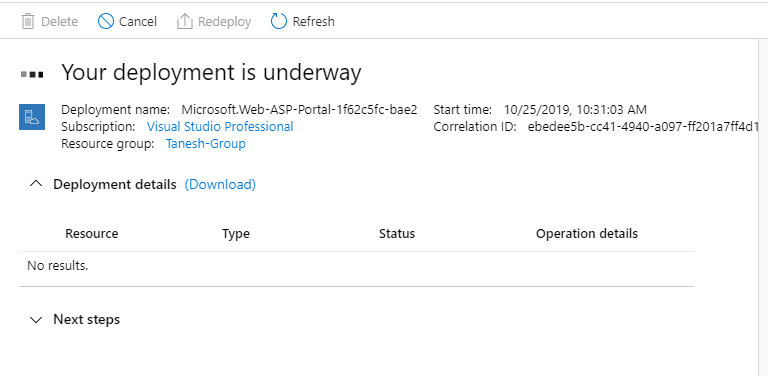 Delete Cancel Redeploy Refresh
Your deployment is underway
Deployment name: Microsoft.Web-ASP-Portal-1f62c5fc-bae2 Start time: 10/25/2019, 10:31:03 AM
Subscription: Visual Studio Professional Correlation ID: ebedee5b-cc41-4940-a097-ff201a7ff4d1
Resource group: Tanesh-Group
Deployment details (Download)
Resource Type Status Operation details
No results.
Next steps